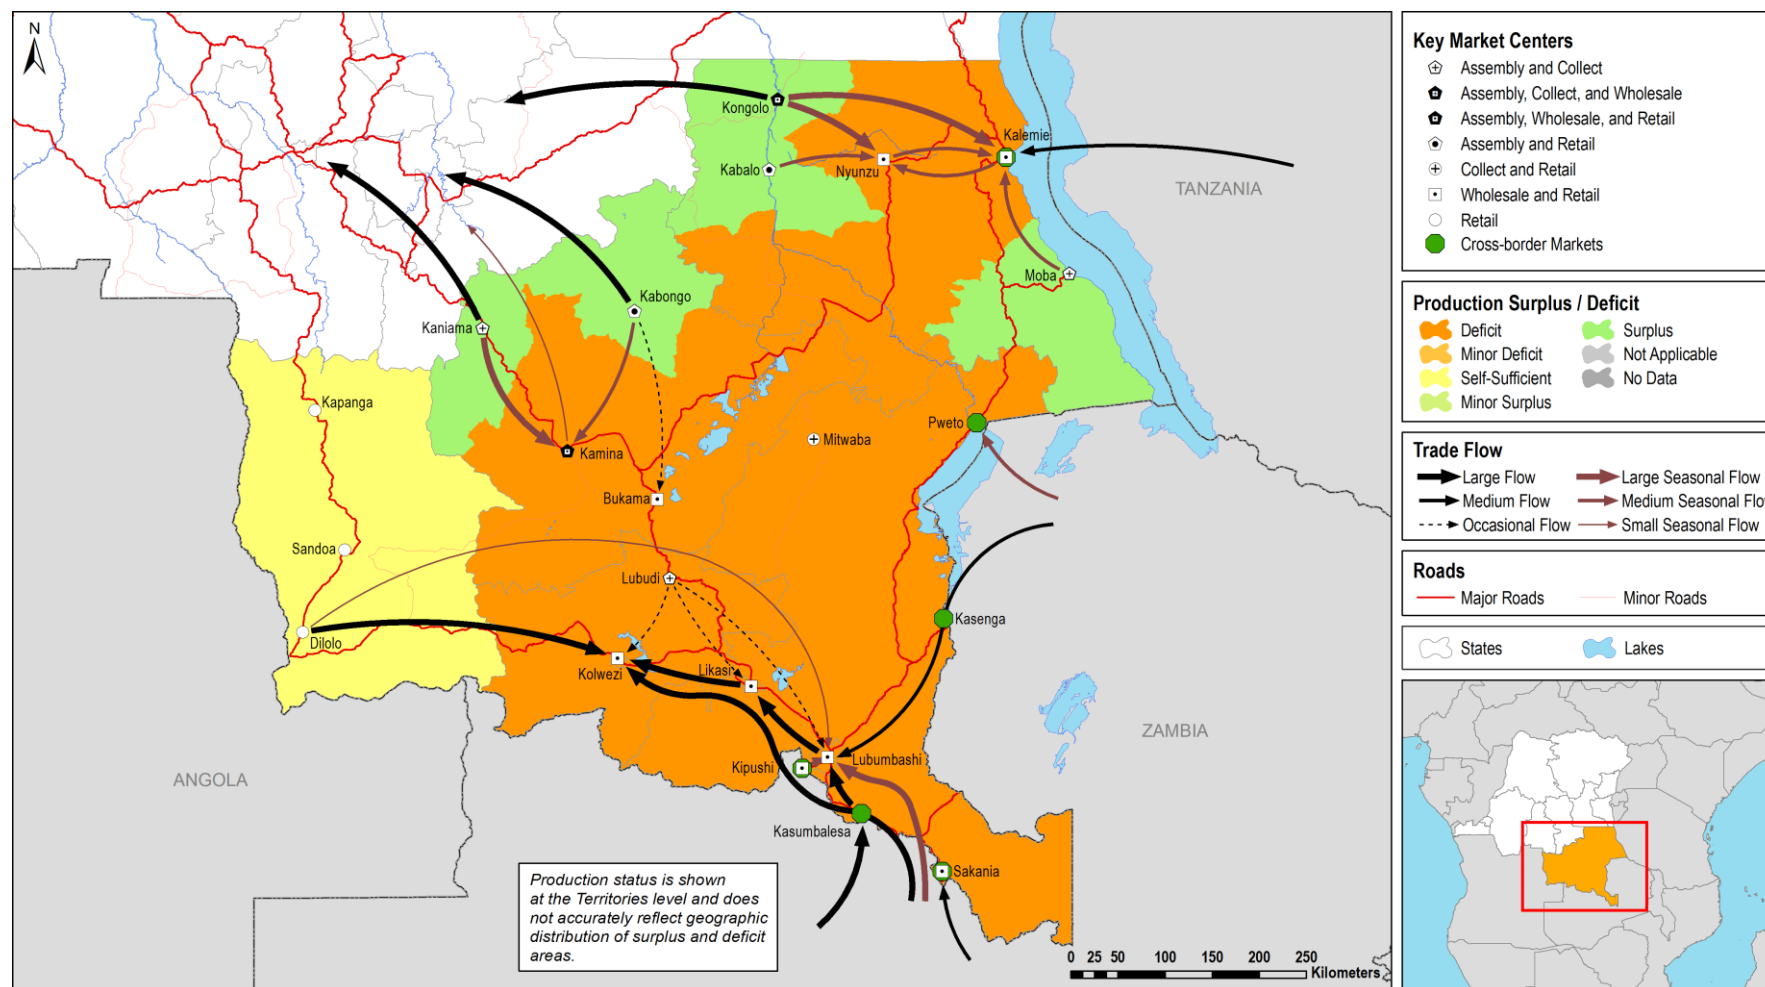 N
Kongolo
Kalemie
Kabalo
Nyunzu
TANZANIA
Moba
Kabongo
Kaniama
Kapanga
Pweto
Mitwaba
Kamina
Bukama
Sandoa
Lubudi
Kasenga
Dilolo
Kolwezi
Likasi
ZAMBIA
Kipushi
Lubumbashi
ANGOLA
Kasumbalesa
Sakania
Production status is shown
at the Territories level and does
not accurately reflect geographic
distribution of surplus and deficit
areas.
0 25 50 100 150 200 250
Kilometers
Key Market Centers
Assembly and Collect
Assembly, Collect, and Wholesale
Assembly, Wholesale, and Retail
Assembly and Retail
Collect and Retail
Wholesale and Retail
Retail
Cross-border Markets
Production Surplus / Deficit
Deficit Surplus
Minor Deficit Not Applicable
Self-Sufficient No Data
Minor Surplus
Trade Flow
Large Flow Large Seasonal Flow
Medium Flow Medium Seasonal Flow
Occasional Flow Small Seasonal Flow
Roads
Major Roads Minor Roads
States Lakes